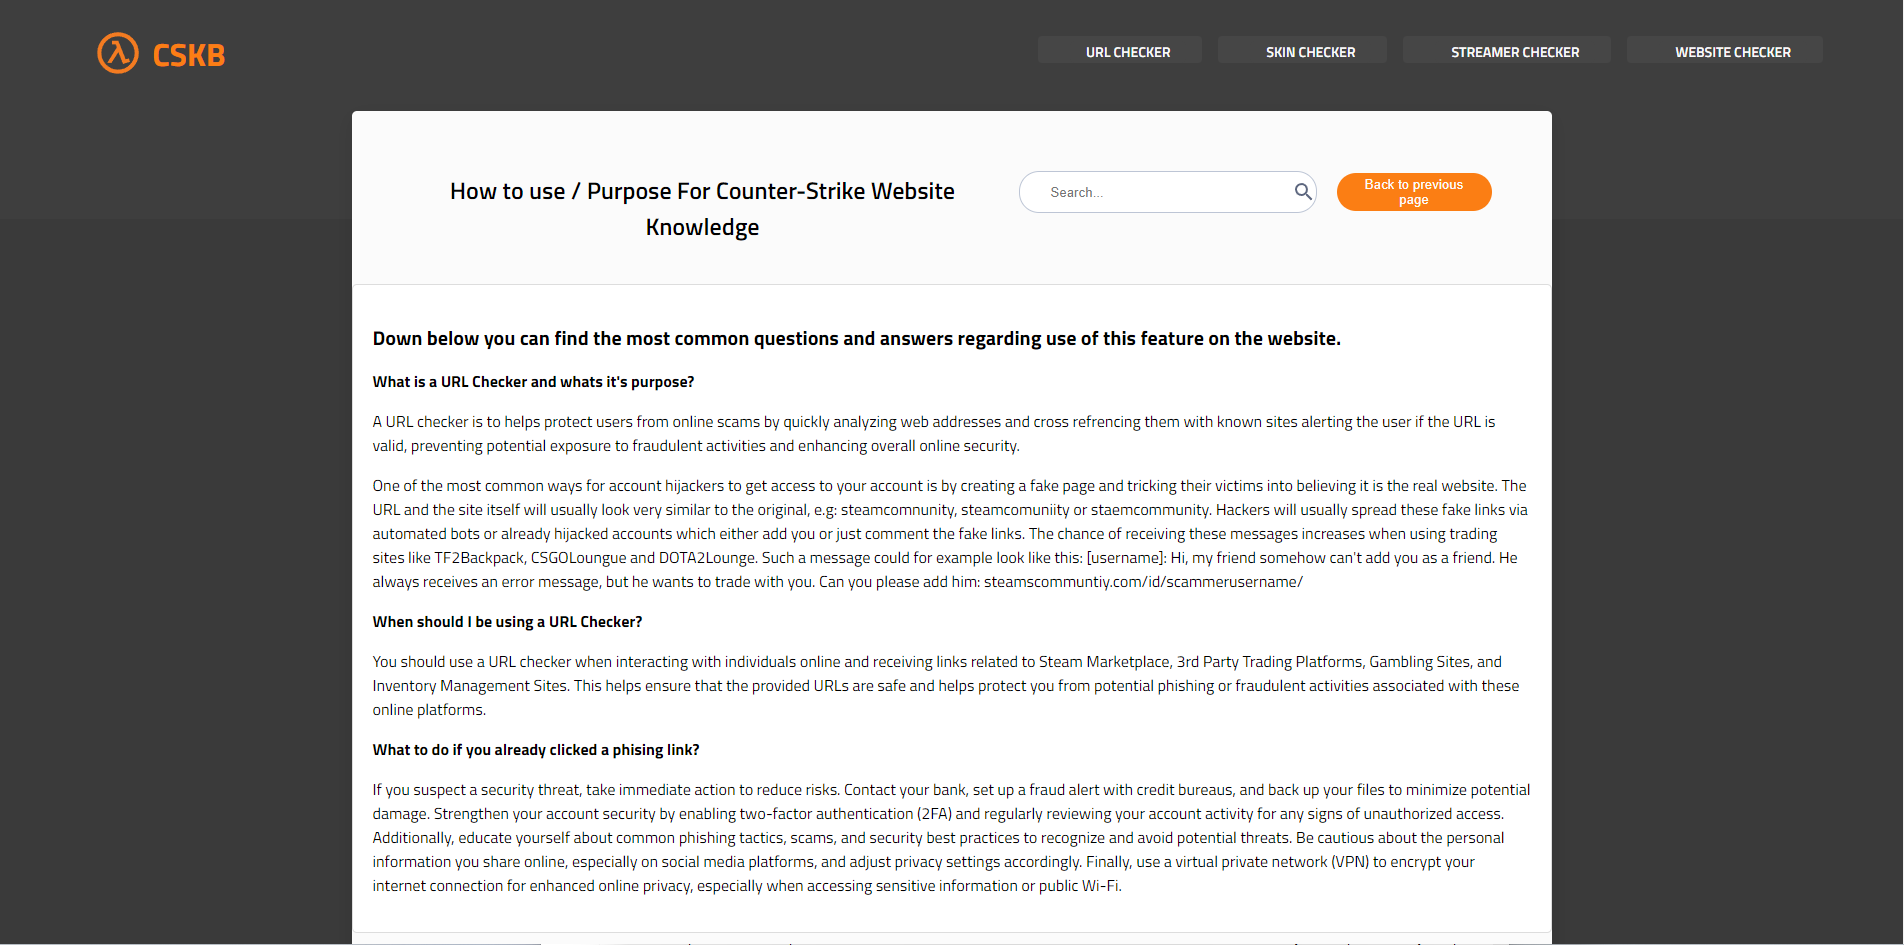 CSKB
URL CHECKER
SKIN CHECKER
STREAMER CHECKER
WEBSITE CHECKER
How to use / Purpose For Counter-Strike Website
Knowledge
Search...
Back to previous
page
Down below you can find the most common questions and answers regarding use of this feature on the website.
What is a URL Checker and whats it's purpose?
A URL checker is to helps protect users from online scams by quickly analyzing web addresses and cross refrencing them with known sites alerting the user if the URL is
valid, preventing potential exposure to fraudulent activities and enhancing overall online security.
One of the most common ways for account hijackers to get access to your account is by creating a fake page and tricking their victims into believing it is the real website. The
URL and the site itself will usually look very similar to the original, e.g: steamcomnunity, steamcomuniity or staemcommunity. Hackers will usually spread these fake links via
automated bots or already hijacked accounts which either add you or just comment the fake links. The chance of receiving these messages increases when using trading
sites like TF2Backpack, CSGOLoungue and DOTA2Lounge. Such a message could for example look like this: [username]: Hi, my friend somehow can't add you as a friend. He
always receives an error message, but he wants to trade with you. Can you please add him: steamscommuntiy.com/id/scammerusername/
When should I be using a URL Checker?
You should use a URL checker when interacting with individuals online and receiving links related to Steam Marketplace, 3rd Party Trading Platforms, Gambling Sites, and
Inventory Management Sites. This helps ensure that the provided URLs are safe and helps protect you from potential phishing or fraudulent activities associated with these
online platforms.
What to do if you already clicked a phising link?
If you suspect a security threat, take immediate action to reduce risks. Contact your bank, set up a fraud alert with credit bureaus, and back up your files to minimize potential
damage. Strengthen your account security by enabling two-factor authentication (2FA) and regularly reviewing your account activity for any signs of unauthorized access.
Additionally, educate yourself about common phishing tactics, scams, and security best practices to recognize and avoid potential threats. Be cautious about the personal
information you share online, especially on social media platforms, and adjust privacy settings accordingly. Finally, use a virtual private network (VPN) to encrypt your
internet connection for enhanced online privacy, especially when accessing sensitive information or public Wi-Fi.